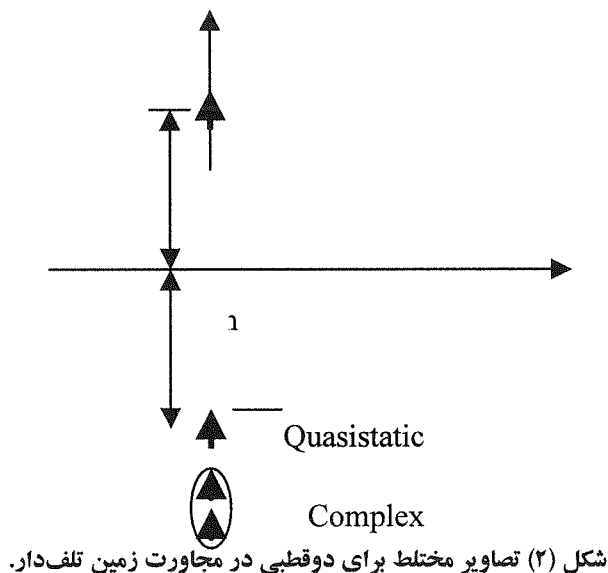 Quasistatic
Complex
شکل (۲) تصاویر مختلط برای دوقطبی در مجاورت زمین تلف‌دار.